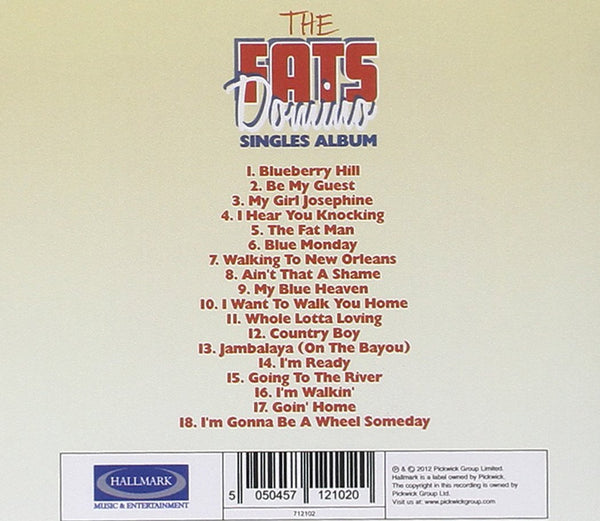 THE
FATS
Domino
SINGLES ALBUM
1. Blueberry Hill
2. Be My Guest
3. My Girl Josephine
4. I Hear You Knocking
5. The Fat Man
6. Blue Monday
7. Walking To New Orleans
8. Ain't That A Shame
9. My Blue Heaven
10. I Want To Walk You Home
11. Whole Lotta Loving
12. Country Boy
13. Jambalaya (On The Bayou)
14. I'm Ready
15. Going To The River
16. I'm Walkin'
17. Goin' Home
18. I'm Gonna Be A Wheel Someday
HALLMARK
MUSIC & ENTERTAINMENT
5 050457 121020
712102
℗ & © 2012 Pickwick Group Limited.
Hallmark is a label owned by Pickwick.
The copyright in this recording is owned by
Pickwick Group Ltd.
Visit us at: www.pickwickgroup.com